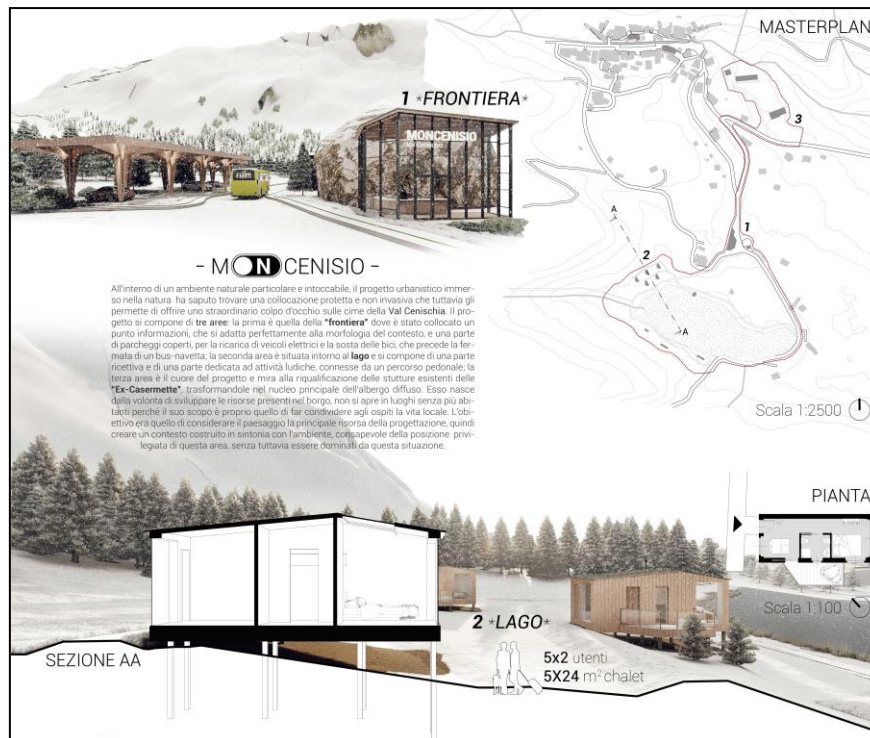 MASTERPLAN
1 *FRONTIERA*
MONCENISIO
3
A
1
2
A
Scala 1:2500
- MONCENISIO -
All'interno di un ambiente naturale particolare e intoccabile, il progetto urbanistico immer-
so nella natura ha saputo trovare una collocazione protetta e non invasiva che tuttavia gli
permette di offrire uno straordinario colpo d'occhio sulle cime della Val Cenischia. Il pro-
getto si compone di tre aree: la prima è quella della "frontiera" dove è stato collocato un
punto informazioni, che si adatta perfettamente alla morfologia del contesto, e una parte
di parcheggi coperti, per la ricarica di veicoli elettrici e la sosta delle bici, che precede la fer-
mata di un bus-navetta; la seconda area è situata intorno al lago e si compone di una parte
ricettiva e di una parte dedicata ad attività ludiche, connesse da un percorso pedonale; la
terza area è il cuore del progetto e mira alla riqualificazione delle stutture esistenti delle
"Ex-Casermette", trasformandole nel nucleo principale dell'albergo diffuso. Esso nasce
dalla volontà di sviluppare le risorse presenti nel borgo, non si apre in luoghi senza più abi-
tanti perché il suo scopo è proprio quello di far condividere agli ospiti la vita locale. L'obi-
ettivo era quello di considerare il paesaggio la principale risorsa della progettazione, quindi
creare un contesto costruito in sintonia con l'ambiente, consapevole della posizione privi-
legiata di questa area, senza tuttavia essere dominati da questa situazione.
PIANTA
Scala 1:100
2 *LAGO*
SEZIONE AA
5x2 utenti
5X24 m² chalet